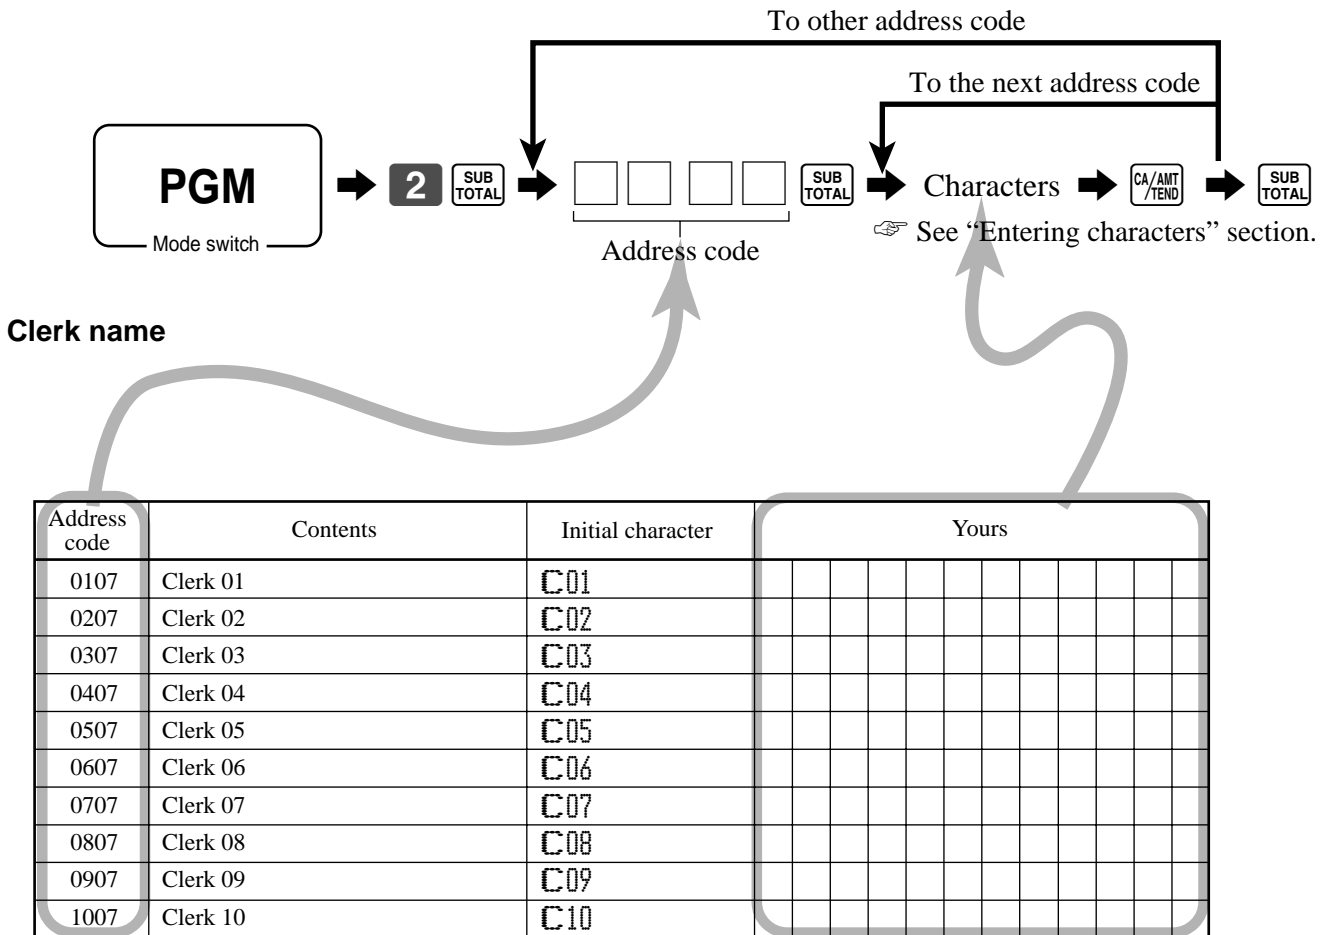 To other address code
To the next address code
PGM
Mode switch
2 SUB TOTAL SUB TOTAL Characters CA/AMT /TEND SUB TOTAL
☞ See “Entering characters” section.
Address code
Clerk name
Address code Contents Initial character Yours
0107 Clerk 01 C01
0207 Clerk 02 C02
0307 Clerk 03 C03
0407 Clerk 04 C04
0507 Clerk 05 C05
0607 Clerk 06 C06
0707 Clerk 07 C07
0807 Clerk 08 C08
0907 Clerk 09 C09
1007 Clerk 10 C10